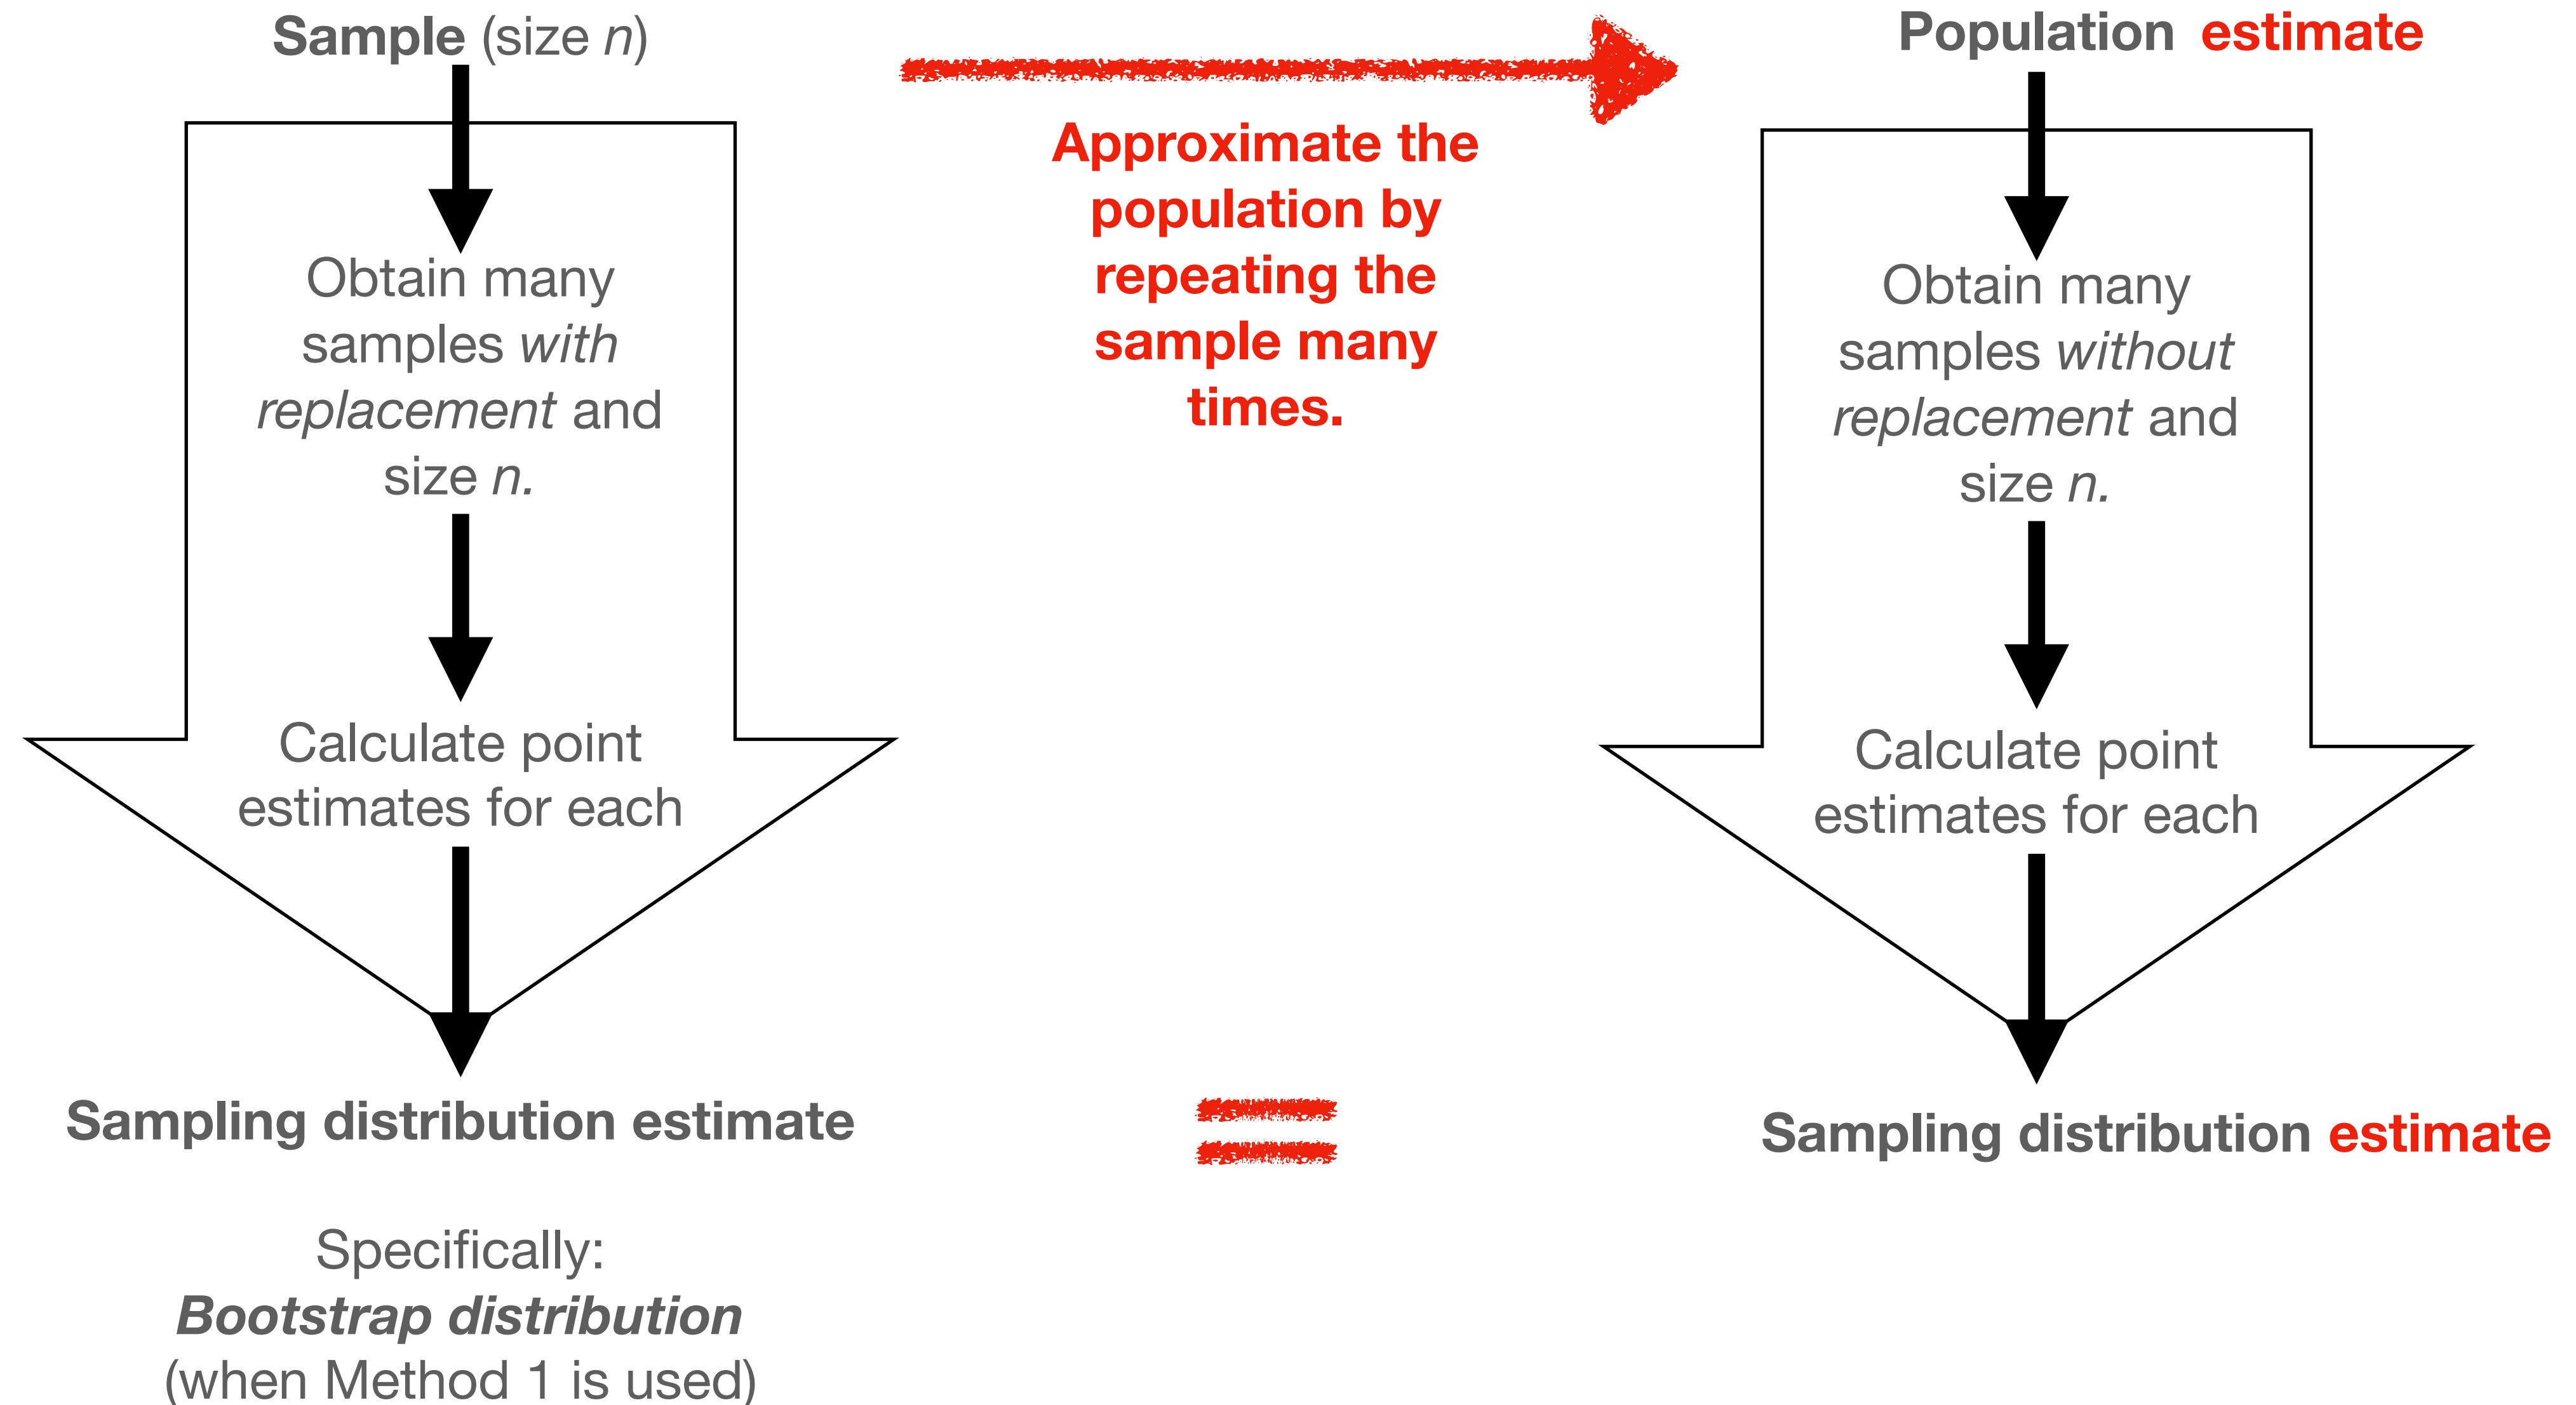 Sample (size n)
Obtain many
samples with
replacement and
size n.
Calculate point
estimates for each
Sampling distribution estimate
Specifically:
Bootstrap distribution
(when Method 1 is used)
Approximate the
population by
repeating the
sample many
times.
=
Population estimate
Obtain many
samples without
replacement and
size n.
Calculate point
estimates for each
Sampling distribution estimate